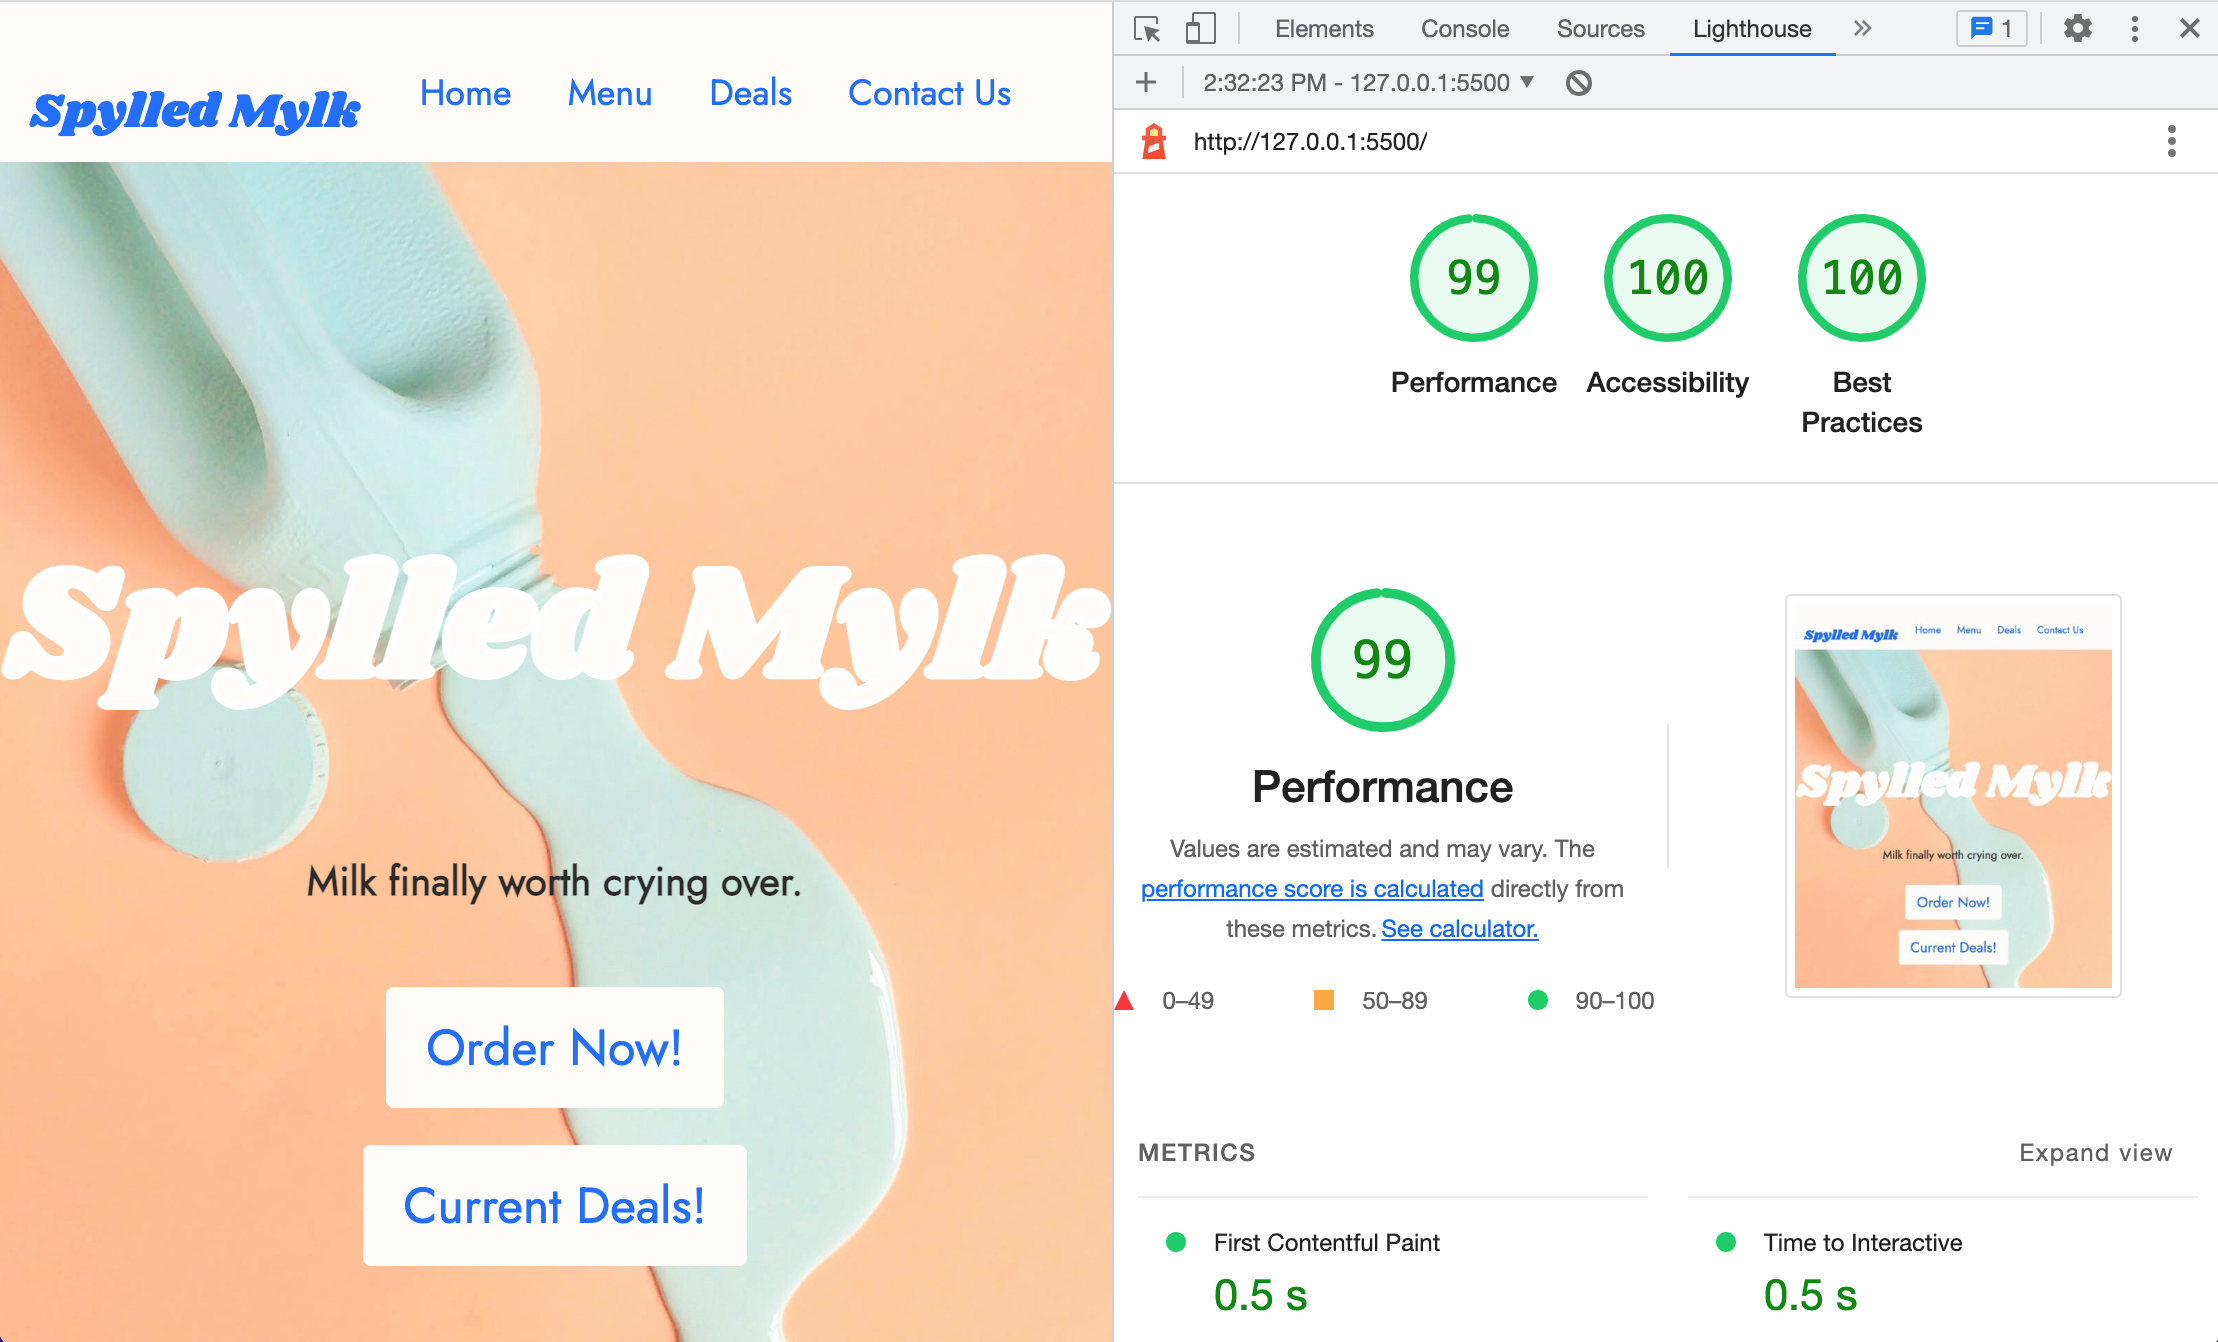 Spylled Mylk
Home
Menu
Deals
Contact Us
Spylled Mylk
Milk finally worth crying over.
Order Now!
Current Deals!
Elements
Console
Sources
Lighthouse
1
2:32:23 PM - 127.0.0.1:5500
http://127.0.0.1:5500/
99
100
100
Performance
Accessibility
Best
Practices
99
Performance
Values are estimated and may vary. The
performance score is calculated directly from
these metrics. See calculator.
0–49
50–89
90–100
Spylled Mylk
Home
Menu
Deals
Contact Us
Spylled Mylk
Milk finally worth crying over.
Order Now!
Current Deals!
METRICS
Expand view
First Contentful Paint
0.5 s
Time to Interactive
0.5 s